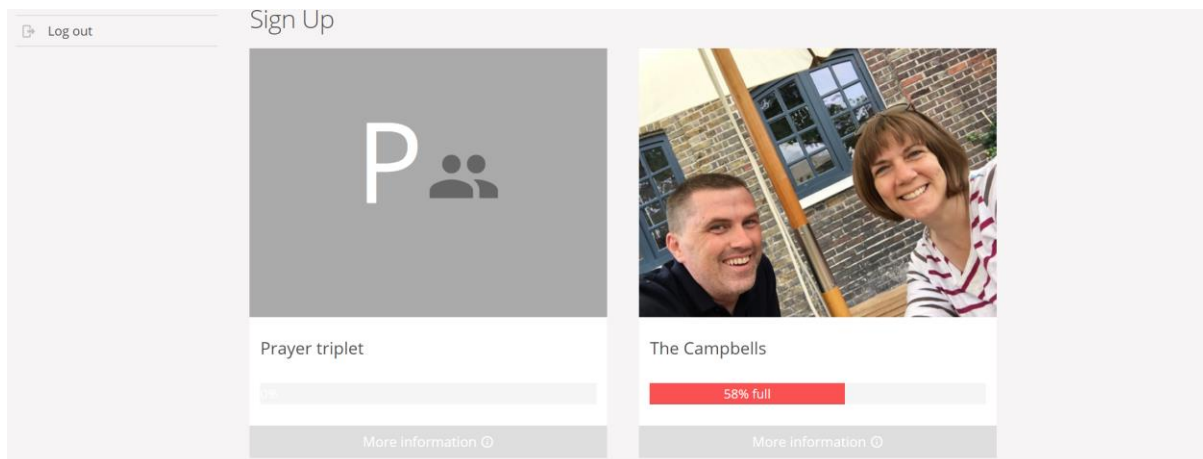 Log out
Sign Up
P
Prayer triplet
The Campbells
58% full
More information
More information